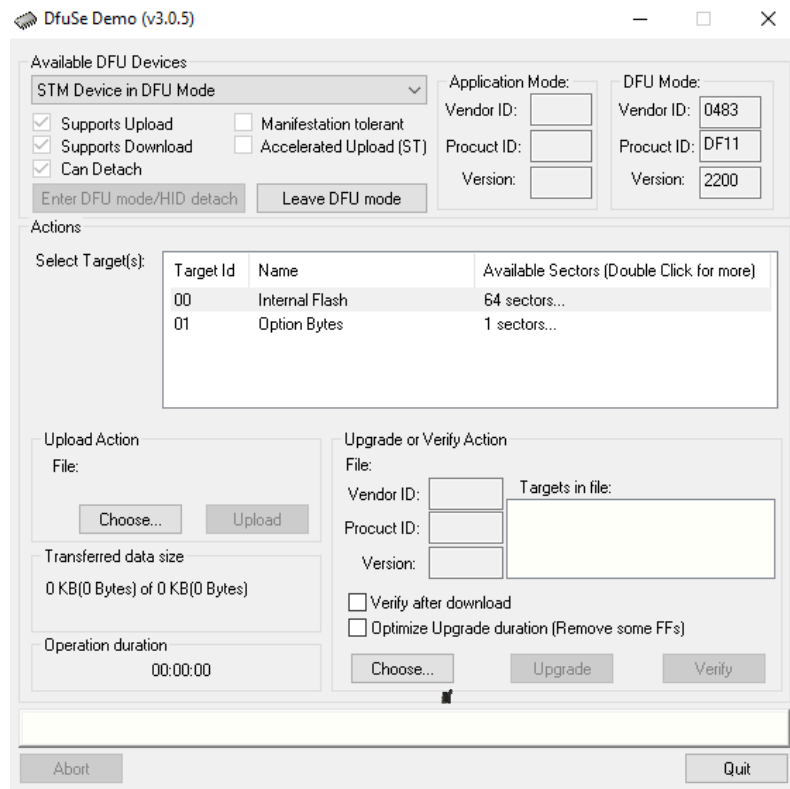 DfuSe Demo (v3.0.5)
Available DFU Devices
STM Device in DFU Mode
Supports Upload
Manifestation tolerant
Supports Download
Accelerated Upload (ST)
Can Detach
Enter DFU mode/HID detach
Leave DFU mode
Application Mode:
Vendor ID:
Procuct ID:
Version:
DFU Mode:
Vendor ID: 0483
Procuct ID: DF11
Version: 2200
Actions
Select Target(s):
Target Id Name Available Sectors (Double Click for more)
00 Internal Flash 64 sectors...
01 Option Bytes 1 sectors...
Upload Action
File:
Choose... Upload
Transferred data size
0 KB(0 Bytes) of 0 KB(0 Bytes)
Operation duration
00:00:00
Upgrade or Verify Action
File:
Vendor ID:
Procuct ID:
Version:
Targets in file:
Verify after download
Optimize Upgrade duration (Remove some FFs)
Choose... Upgrade Verify
Abort Quit